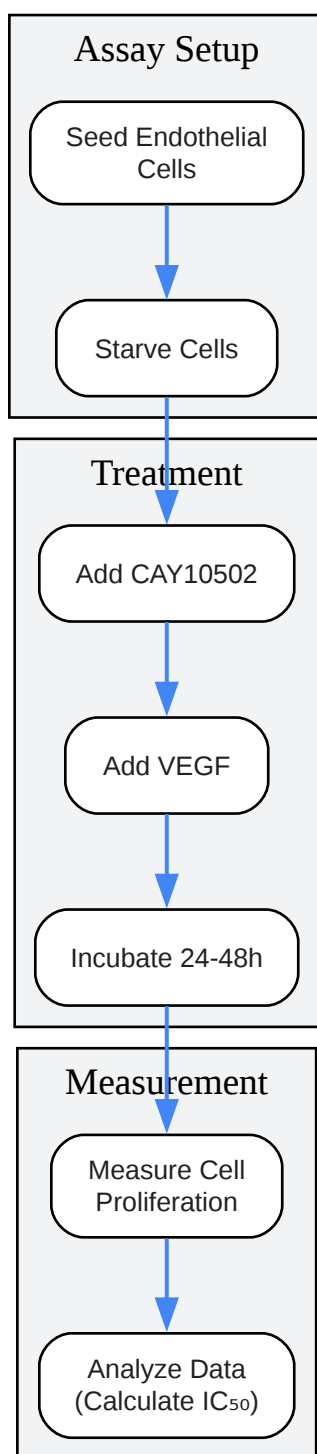 Assay Setup
Seed Endothelial
Cells
Starve Cells
Treatment
Add CAY10502
Add VEGF
Incubate 24-48h
Measurement
Measure Cell
Proliferation
Analyze Data
(Calculate IC₅₀)